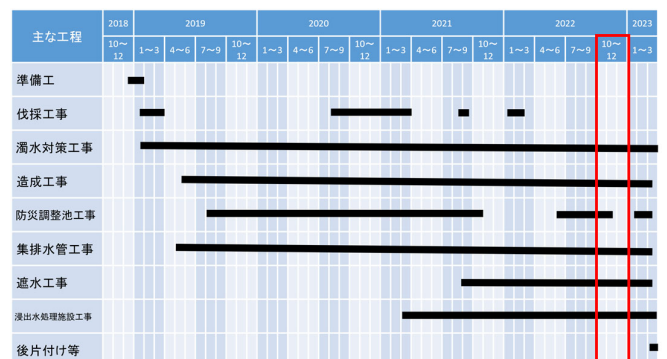 主な工程 2018 2019 2020 2021 2022 2023
10～12 1～3 4～6 7～9 10～12 1～3 4～6 7～9 10～12 1～3 4～6 7～9 10～12 1～3 4～6 7～9 10～12 1～3
準備工
伐採工事
濁水対策工事
造成工事
防災調整池工事
集排水管工事
遮水工事
浸出水処理施設工事
後片付け等